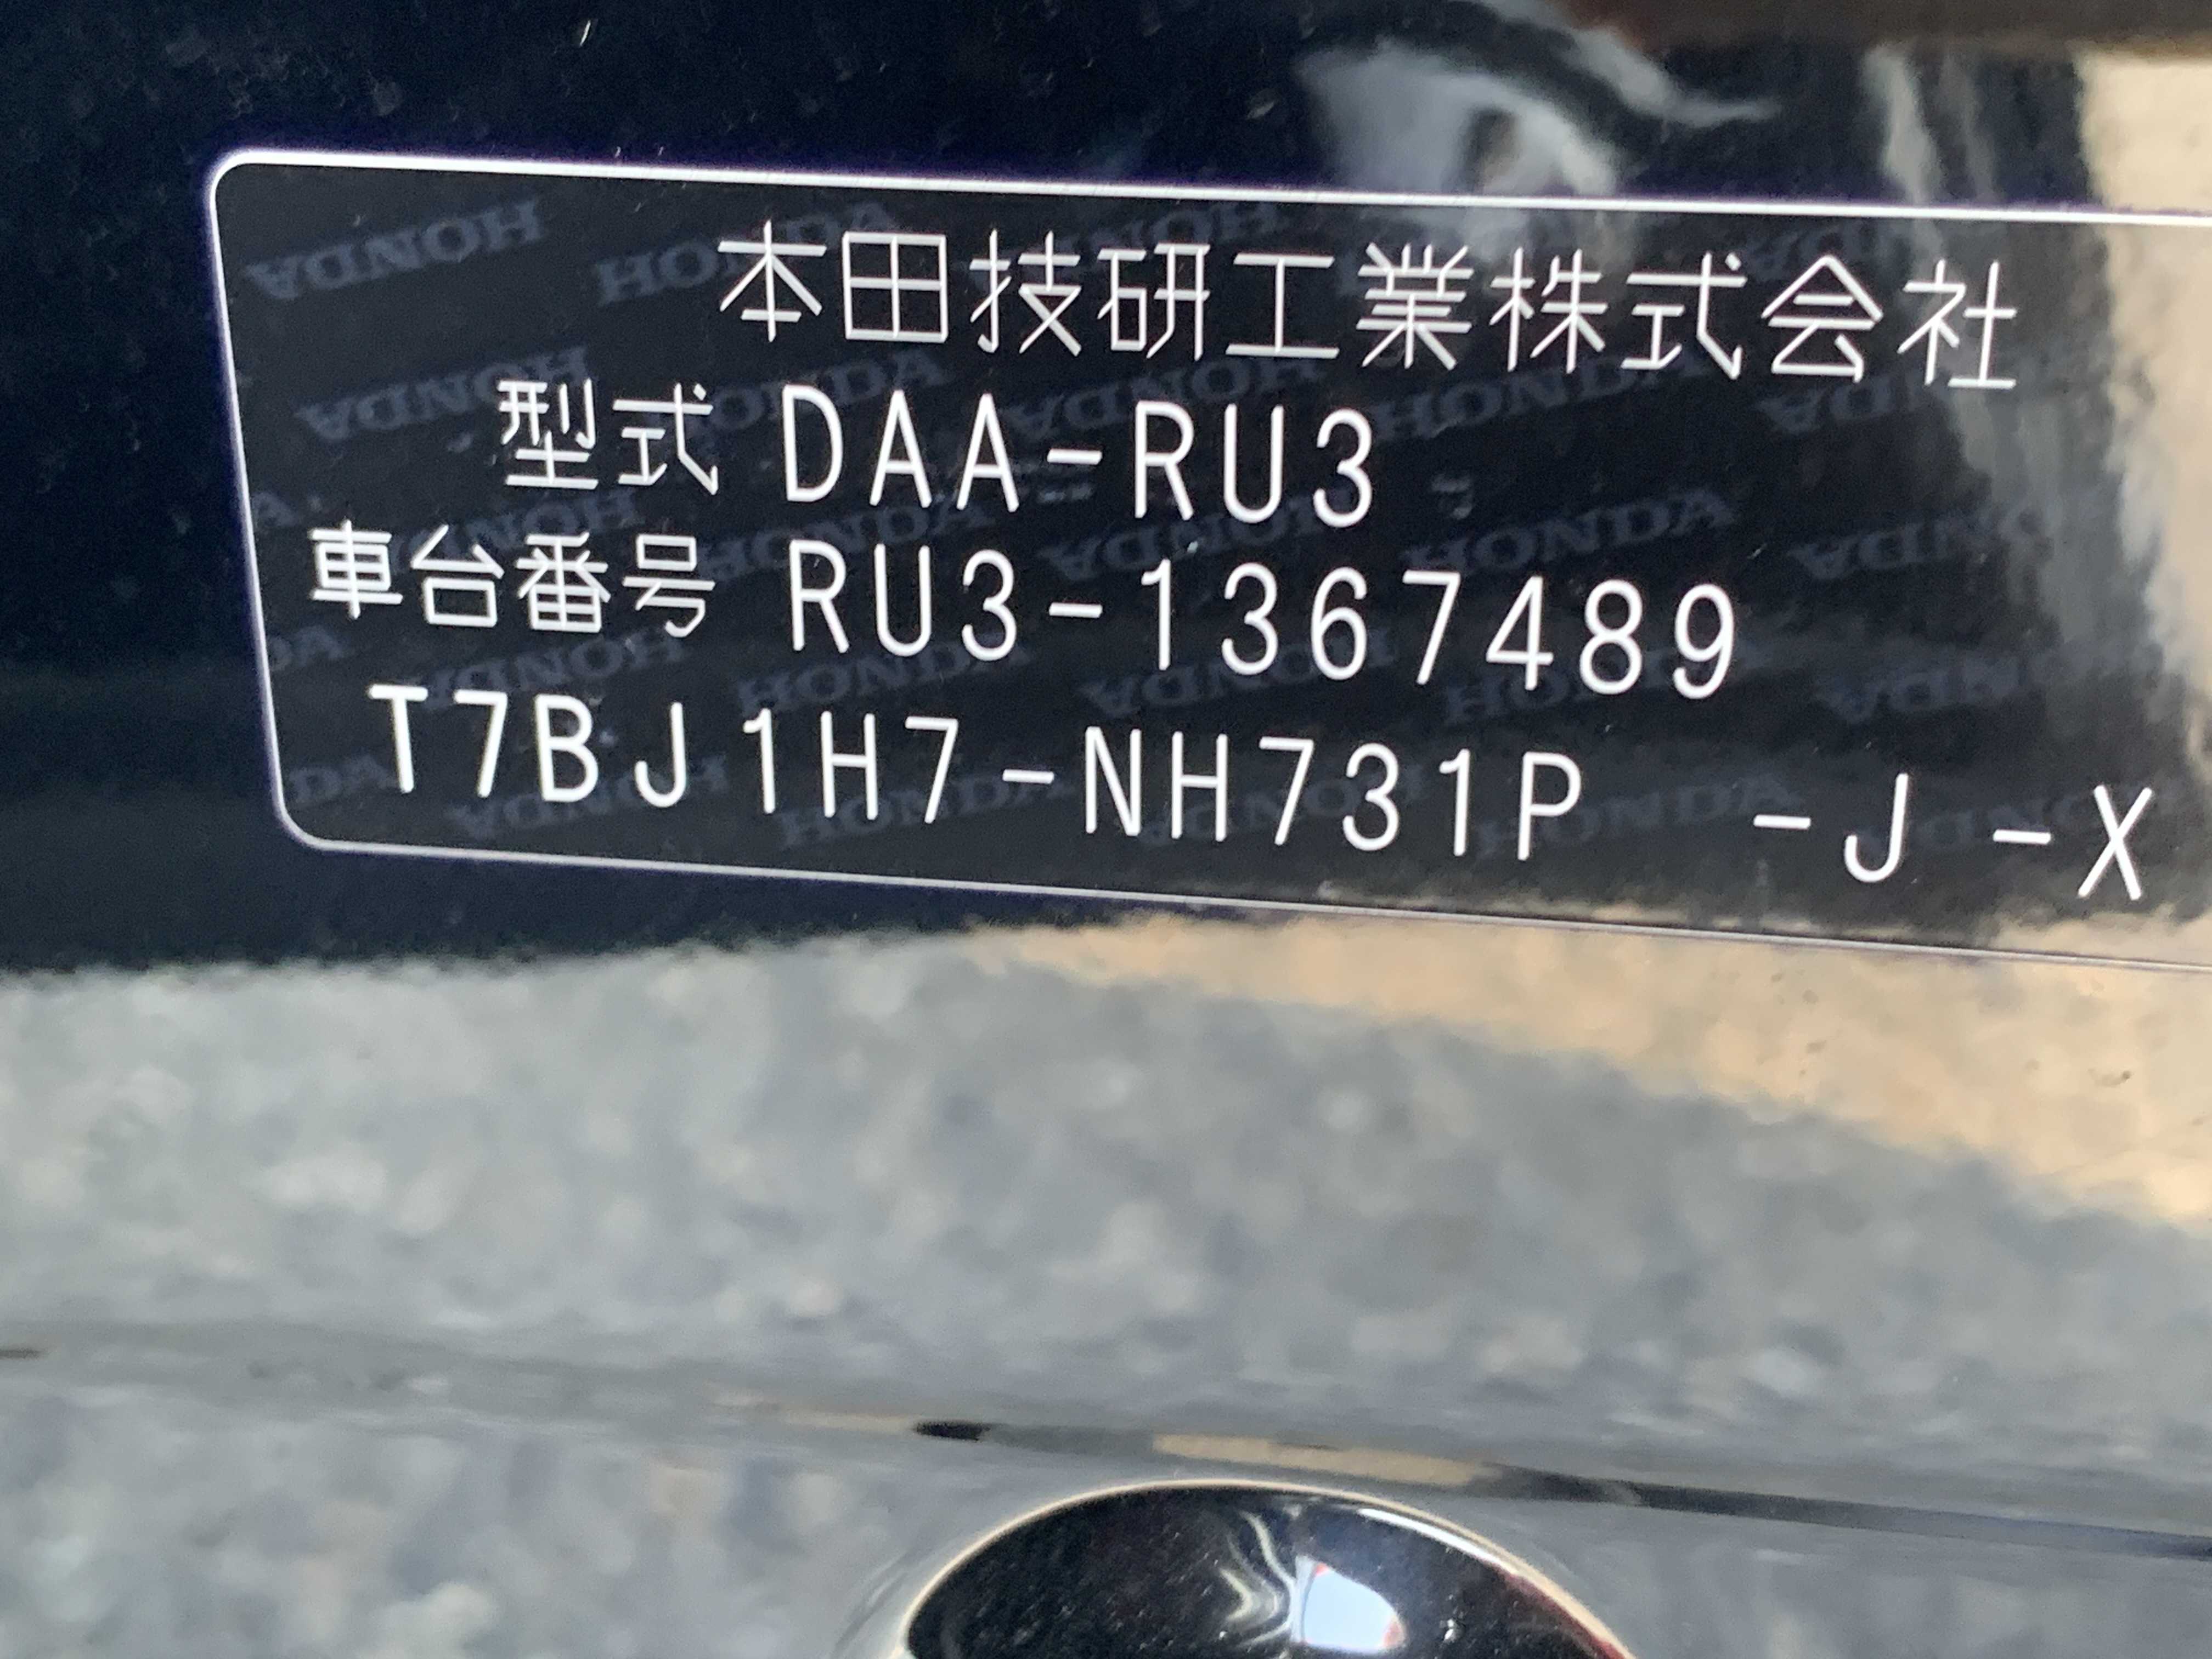 本田技研工業株式会社
型式 DAA-RU3
車台番号 RU3-1367489
T7BJ1H7-NH731P -J -X